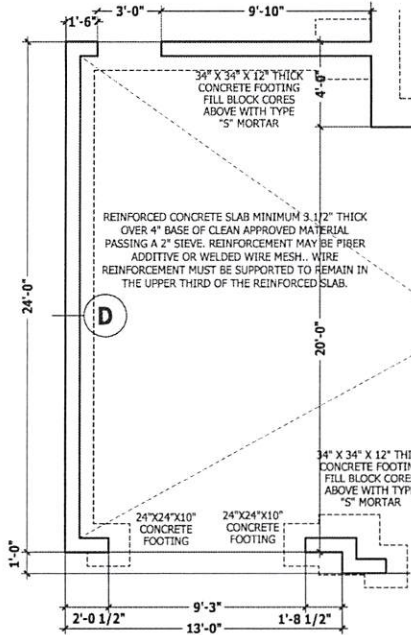 3'-0"
9'-10"
1'-6"
34" X 34" X 12" THICK
CONCRETE FOOTING
FILL BLOCK CORES
ABOVE WITH TYPE
"S" MORTAR
4'-0"
REINFORCED CONCRETE SLAB MINIMUM 3 1/2" THICK
OVER 4" BASE OF CLEAN APPROVED MATERIAL
PASSING A 2" SIEVE. REINFORCEMENT MAY BE FIBER
ADDITIVE OR WELDED WIRE MESH.. WIRE
REINFORCEMENT MUST BE SUPPORTED TO REMAIN IN
THE UPPER THIRD OF THE REINFORCED SLAB.
24'-0"
D
20'-0"
34" X 34" X 12" THI
CONCRETE FOOTIN
FILL BLOCK CORE
ABOVE WITH TYP
"S" MORTAR
24"X24"X10"
CONCRETE
FOOTING
24"X24"X10"
CONCRETE
FOOTING
1'-0"
9'-3"
2'-0 1/2"
1'-8 1/2"
13'-0"